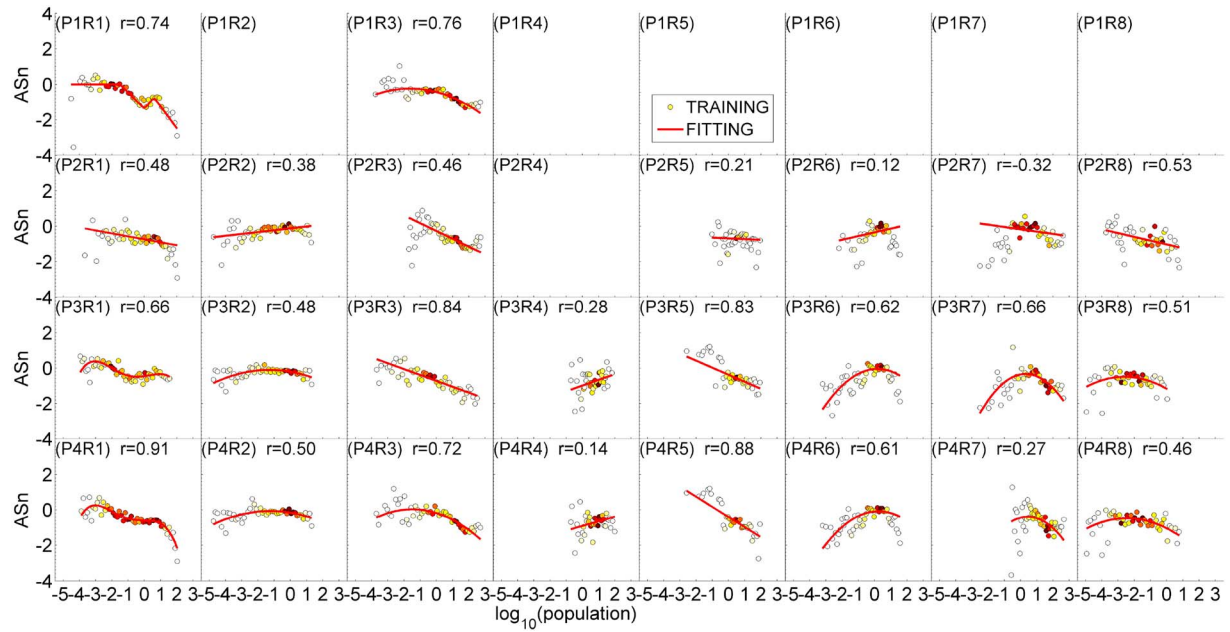 4
(P1R1) r=0.74 (P1R2) (P1R3) r=0.76 (P1R4) (P1R5) (P1R6) (P1R7) (P1R8)
2
0
-2
-4
ASn
TRAINING
FITTING
(P2R1) r=0.48 (P2R2) r=0.38 (P2R3) r=0.46 (P2R4) (P2R5) r=0.21 (P2R6) r=0.12 (P2R7) r=-0.32 (P2R8) r=0.53
2
0
-2
-4
ASn
(P3R1) r=0.66 (P3R2) r=0.48 (P3R3) r=0.84 (P3R4) r=0.28 (P3R5) r=0.83 (P3R6) r=0.62 (P3R7) r=0.66 (P3R8) r=0.51
2
0
-2
-4
ASn
(P4R1) r=0.91 (P4R2) r=0.50 (P4R3) r=0.72 (P4R4) r=0.14 (P4R5) r=0.88 (P4R6) r=0.61 (P4R7) r=0.27 (P4R8) r=0.46
2
0
-2
-4
ASn
-5-4-3-2-1 0 1 2 3-5-4-3-2-1 0 1 2 3-5-4-3-2-1 0 1 2 3-5-4-3-2-1 0 1 2 3-5-4-3-2-1 0 1 2 3-5-4-3-2-1 0 1 2 3-5-4-3-2-1 0 1 2 3-5-4-3-2-1 0 1 2 3
log10(population)